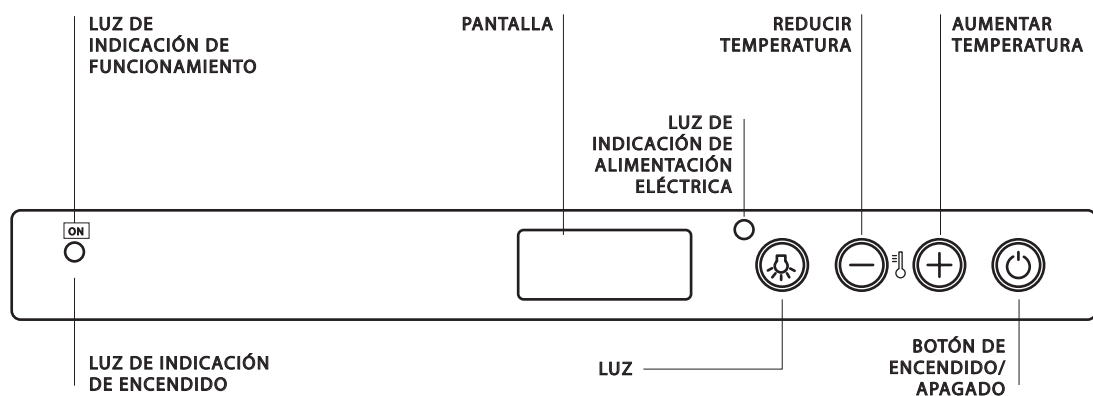 LUZ DE
INDICACIÓN DE
FUNCIONAMIENTO
PANTALLA
REDUCIR
TEMPERATURA
AUMENTAR
TEMPERATURA
LUZ DE
INDICACIÓN DE
ALIMENTACIÓN
ELÉCTRICA
ON
LUZ DE INDICACIÓN
DE ENCENDIDO
LUZ
BOTÓN DE
ENCENDIDO/
APAGADO